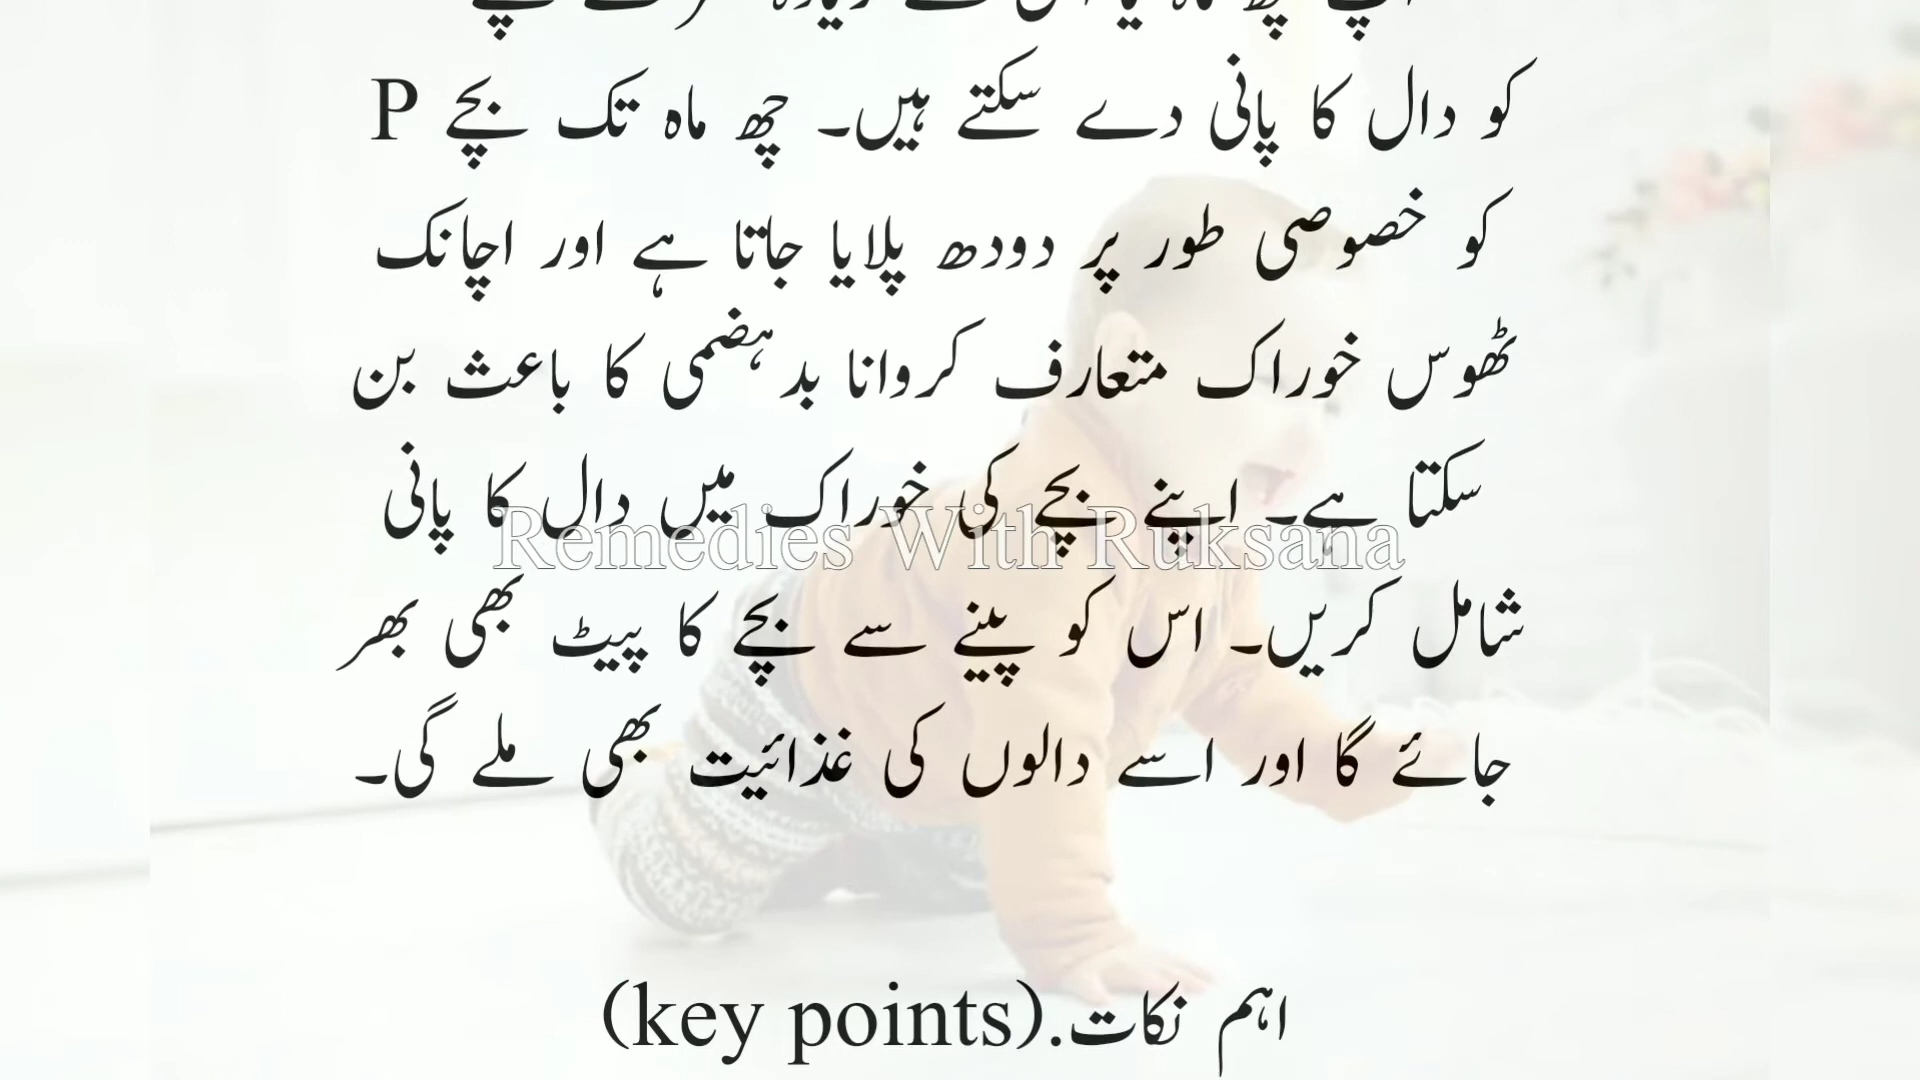 کو دال کا پانی دے سکتے ہیں۔ چھ ماہ تک بچے P
کو خصوصی طور پر دودھ پلایا جاتا ہے اور اچانک
ٹھوس خوراک متعارف کروانا بدہضمی کا باعث بن
سکتا ہے۔ اپنے بچے کی خوراک میں دال کا پانی
Remedies With Ruksana
شامل کریں۔ اس کو پینے سے بچے کا پیٹ بھی بھر
جائے گا اور اسے دالوں کی غذائیت بھی ملے گی۔
اہم نکات.(key points)